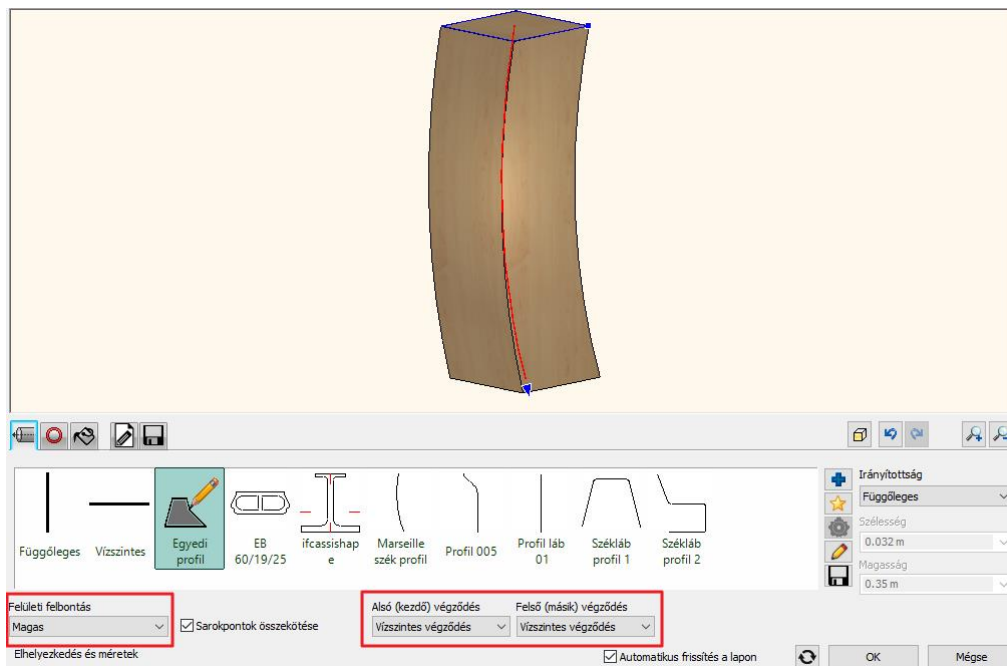 Függőleges
Vízszintes
Egyedi
profil
EB
60/19/25
ifcassishap
e
Marseille
szék profil
Profil 005
Profil láb
01
Székláb
profil 1
Székláb
profil 2
Irányítottság
Függőleges
Szélesség
0.032 m
Magasság
0.35 m
Felületi felbontás
Magas
Sarokpontok összekötése
Alsó (kezdő) végződés
Vízszintes végződés
Felső (másik) végződés
Vízszintes végződés
Elhelyezkedés és méretek
Automatikus frissítés a lapon
OK
Mégse